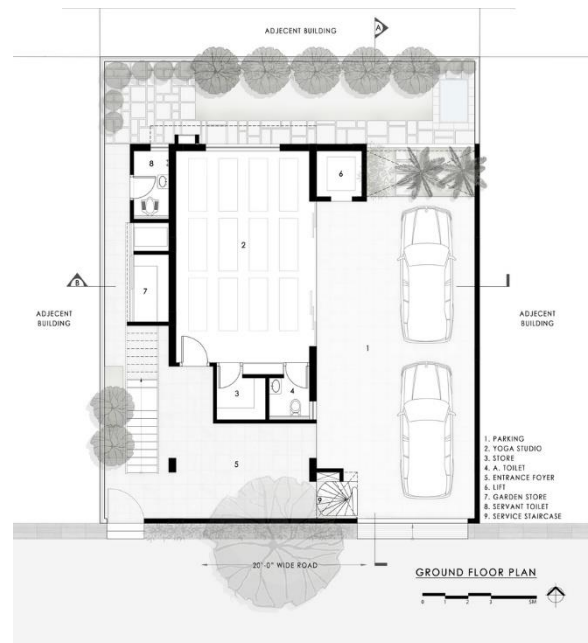 ADJECENT BUILDING
A
8
6
2
B
7
ADJECENT
BUILDING
ADJECENT
BUILDING
1
3
4
5
9
1. PARKING
2. YOGA STUDIO
3. STORE
4. A. TOILET
5. ENTRANCE FOYER
6. LIFT
7. GARDEN STORE
8. SERVANT TOILET
9. SERVICE STAIRCASE
20'-0" WIDE ROAD
GROUND FLOOR PLAN
0 1 2 3 5M